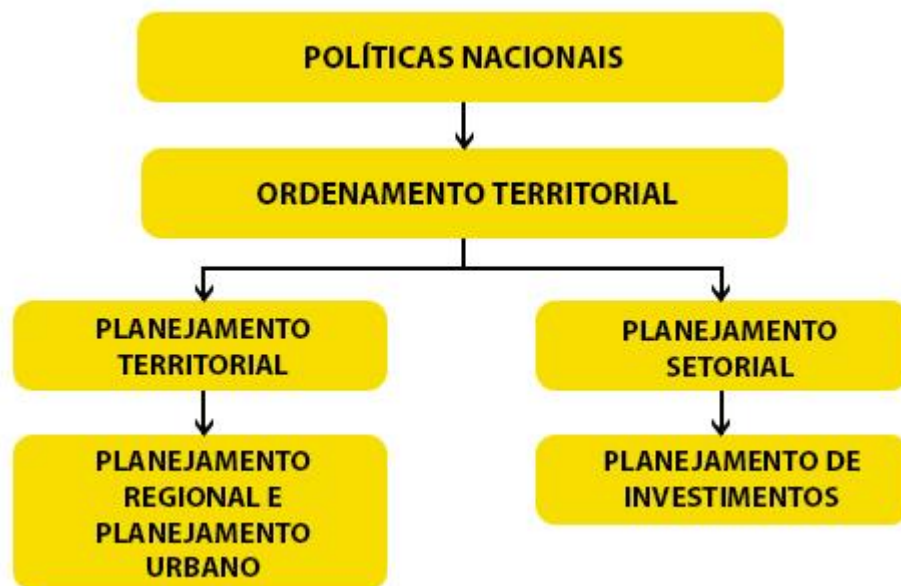 POLÍTICAS NACIONAIS
ORDENAMENTO TERRITORIAL
PLANEJAMENTO
TERRITORIAL
PLANEJAMENTO
SETORIAL
PLANEJAMENTO
REGIONAL E
PLANEJAMENTO
URBANO
PLANEJAMENTO DE
INVESTIMENTOS